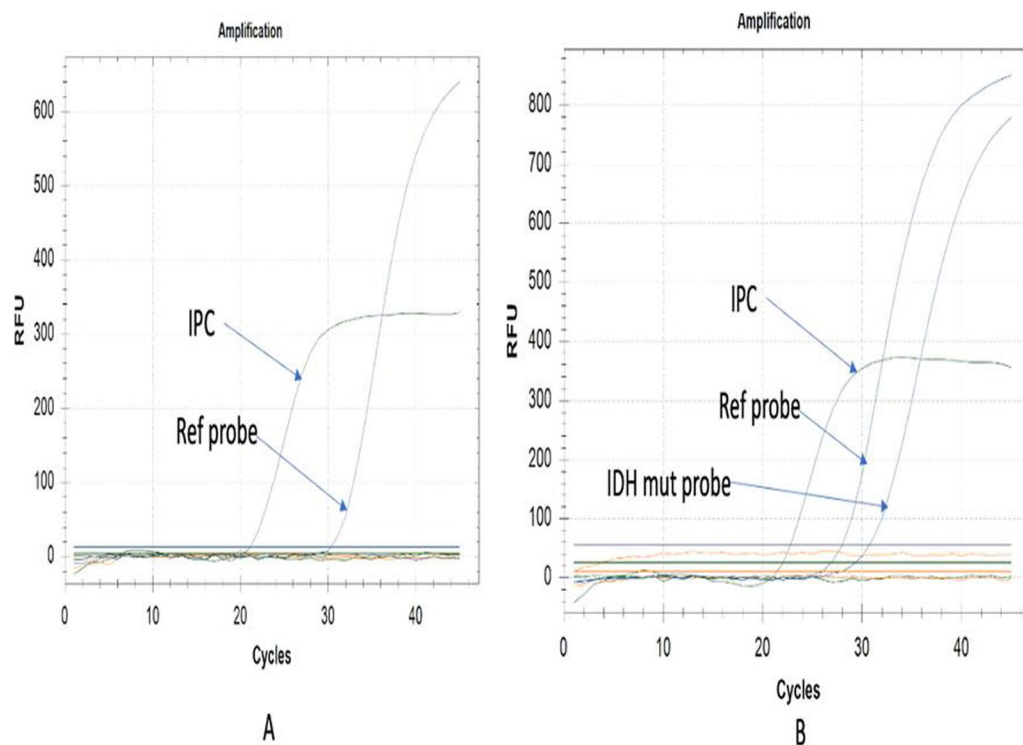 Amplification
600
500
400
300
200
100
0
RFU
IPC
Ref probe
0 10 20 30 40
Cycles
A
Amplification
800
700
600
500
400
300
200
100
0
RFU
IPC
Ref probe
IDH mut probe
0 10 20 30 40
Cycles
B